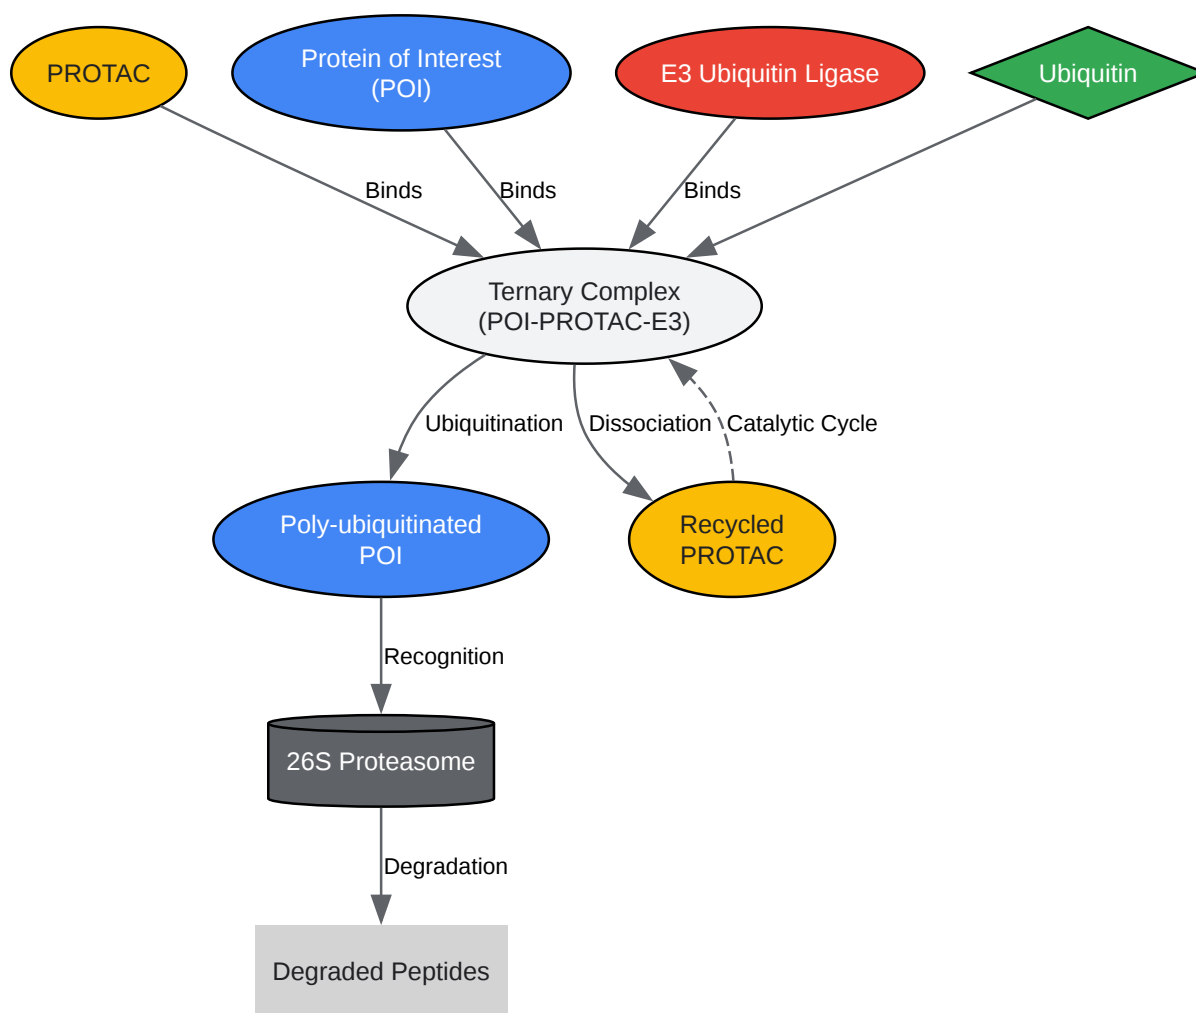 PROTAC
Protein of Interest
(POI)
E3 Ubiquitin Ligase
Ubiquitin
Binds
Binds
Binds
Ternary Complex
(POI-PROTAC-E3)
Ubiquitination
Dissociation
Catalytic Cycle
Poly-ubiquitinated
POI
Recycled
PROTAC
Recognition
26S Proteasome
Degradation
Degraded Peptides